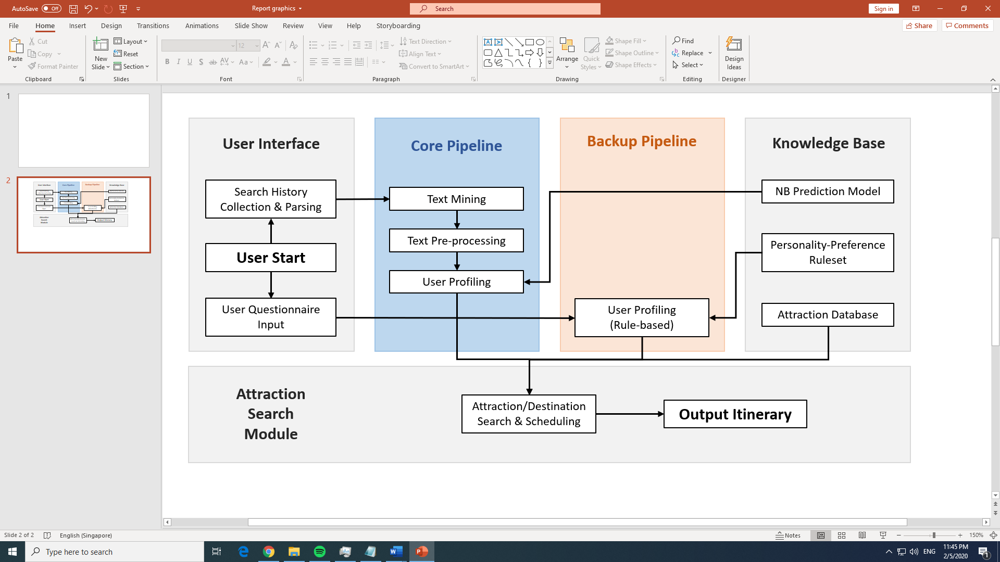 AutoSave Off
Report graphics
Search
Sign in
File Home Insert Design Transitions Animations Slide Show Review View Help Storyboarding
Share Comments
Paste
Cut
Copy
Format Painter
Clipboard
New
Slide
Layout
Reset
Section
Slides
12
B I U S ab AV Aa A
Font
Text Direction
Align Text
Convert to SmartArt
Paragraph
Arrange
Quick
Styles
Shape Fill
Shape Outline
Shape Effects
Drawing
Find
Replace
Select
Editing
Design
Ideas
Designer
1
2
User Interface
Search History
Collection & Parsing
User Start
User Questionnaire
Input
Core Pipeline
Text Mining
Text Pre-processing
User Profiling
Backup Pipeline
User Profiling
(Rule-based)
Knowledge Base
NB Prediction Model
Personality-Preference
Ruleset
Attraction Database
Attraction
Search
Module
Attraction/Destination
Search & Scheduling
Output Itinerary
Slide 2 of 2
English (Singapore)
Notes
150%
Type here to search
ENG
11:45 PM
2/5/2020
1